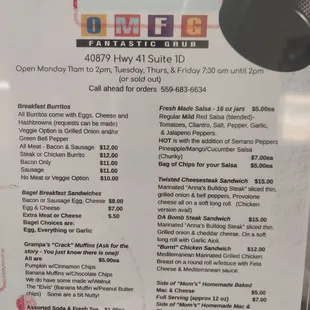 OMFG
FANTASTIC GRUB
40879 Hwy 41 Suite 1D
Open Monday 11am to 2pm, Tuesday, Thurs, & Friday 7:30 am until 2pm
(or sold out)
Call ahead for orders 559-683-6634
Breakfast Burritos
All Burritos come with Eggs, Cheese and
Hashbrowns (requests can be made)
Veggie Option is Grilled Onion and/or
Green Bell Pepper
All Meat - Bacon & Sausage $12.00
Steak or Chicken Burrito $12.00
Bacon Only $11.00
Sausage $11.00
No Meat or Veggie Option $10.00
Bagel Breakfast Sandwiches
Bacon or Sausage Egg, Cheese $8.00
Egg & Cheese $7.00
Extra Meat or Cheese $.50
Bagel Choices are:
Egg, Everything or Garlic
Grampa's "Crack" Muffins (Ask for the
story - You just know there is one)!
All are $5.00ea
Pumpkin w/Cinnamon Chips
Banana Muffins w/Chocolate Chips
We do have some made w/Walnut
The "Elvis" (Banana Muffin w/Peanut Butter
chips) Some are a bit Nutty!
Assorted Soda & Fresh Tea
Fresh Made Salsa - 16 oz jars $5.00ea
Regular Mild Red Salsa (blended)-
Tomatoes, Cilantro, Salt, Pepper, Garlic,
& Jalapeno Peppers.
HOT is with the addition of Serrano Peppers
Pineapple/Mango/Cucumber Salsa
(Chunky) $7.00ea
Bag of Chips for your Salsa $5.00ea
Twisted Cheesesteak Sandwich $15.00
Marinated "Anna's Bulldog Steak" sliced thin,
grilled onion & bell peppers, Provolone
cheese all on a soft long roll. (Chicken
version avail)
DA Bomb Steak Sandwich $15.00
Marinated "Anna's Bulldog Steak" sliced thin,
Grilled onion & cheddar cheese. On a soft
long roll with Garlic Aioli.
"Burnt" Chicken Sandwich $12.00
Mediterranean Marinated Grilled Chicken
Breast on a round roll w/lettuce with Feta
Cheese & Mediterranean sauce.
Side of "Mom's" Homemade Baked
Mac & Cheese $5.00
Full Serving (approx 12 oz) $7.00
Side of "Mom's" Homemade Mac &